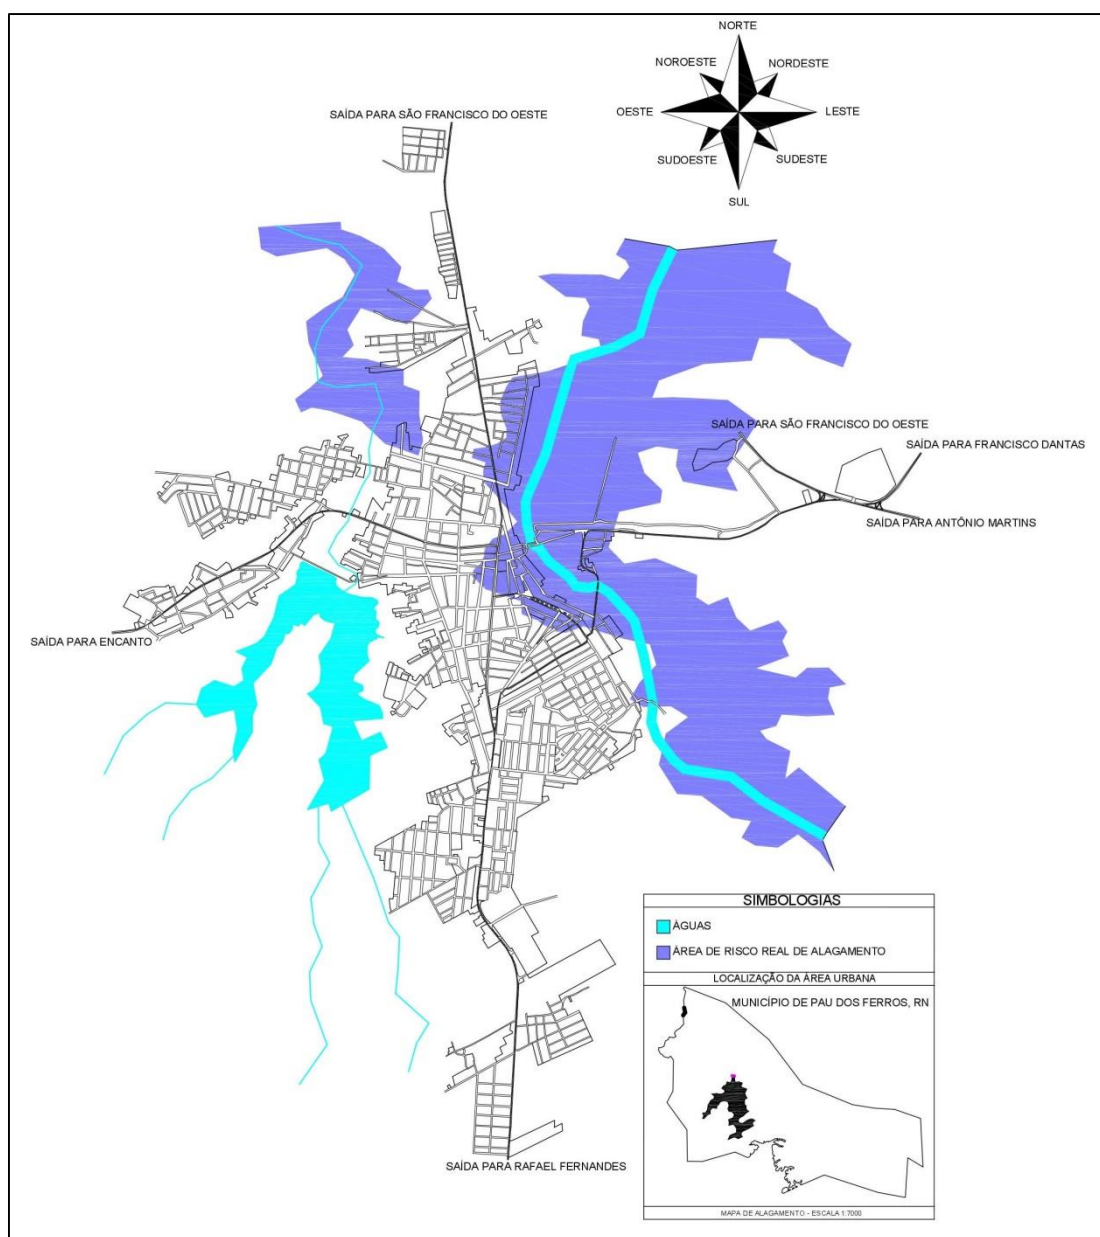 NORTE
NOROESTE
NORDESTE
OESTE
LESTE
SUDOESTE
SUDESTE
SUL
SAÍDA PARA SÃO FRANCISCO DO OESTE
SAÍDA PARA SÃO FRANCISCO DO OESTE
SAÍDA PARA FRANCISCO DANTAS
SAÍDA PARA ANTÔNIO MARTINS
SAÍDA PARA ENCANTO
SAÍDA PARA RAFAEL FERNANDES
SIMBOLOGIAS
ÁGUAS
ÁREA DE RISCO REAL DE ALAGAMENTO
LOCALIZAÇÃO DA ÁREA URBANA
MUNICÍPIO DE PAU DOS FERROS, RN
MAPA DE ALAGAMENTO - ESCALA 1:7000